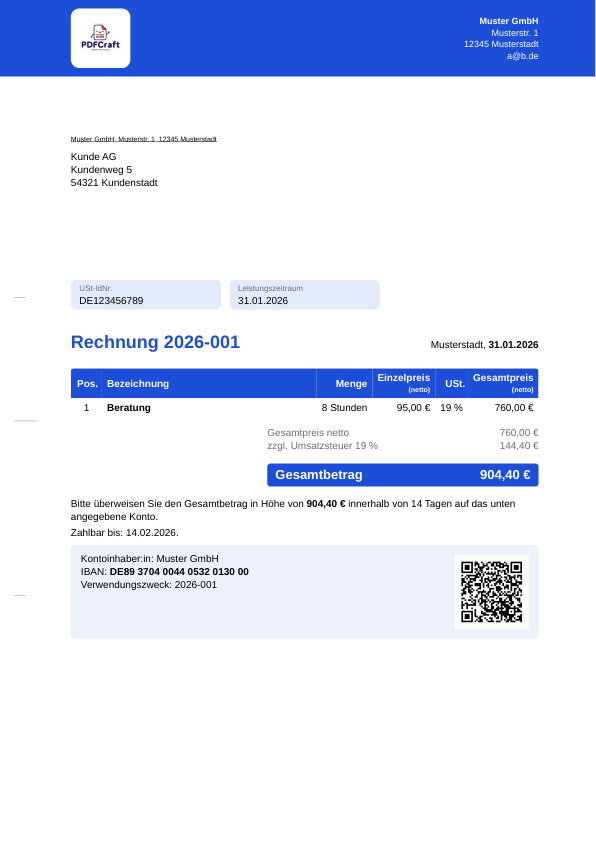 PDFCraft
Muster GmbH
Musterstr. 1
12345 Musterstadt
a@b.de
Muster GmbH, Musterstr. 1, 12345 Musterstadt
Kunde AG
Kundenweg 5
54321 Kundenstadt
USt-IdNr. Leistungszeitraum
DE123456789 31.01.2026
Rechnung 2026-001 Musterstadt, 31.01.2026
Pos. Bezeichnung Menge Einzelpreis (netto) USt. Gesamtpreis (netto)
1 Beratung 8 Stunden 95,00 € 19 % 760,00 €
Gesamtpreis netto 760,00 €
zzgl. Umsatzsteuer 19 % 144,40 €
Gesamtbetrag 904,40 €
Bitte überweisen Sie den Gesamtbetrag in Höhe von 904,40 € innerhalb von 14 Tagen auf das unten
angegebene Konto.
Zahlbar bis: 14.02.2026.
Kontoinhaber:in: Muster GmbH
IBAN: DE89 3704 0044 0532 0130 00
Verwendungszweck: 2026-001